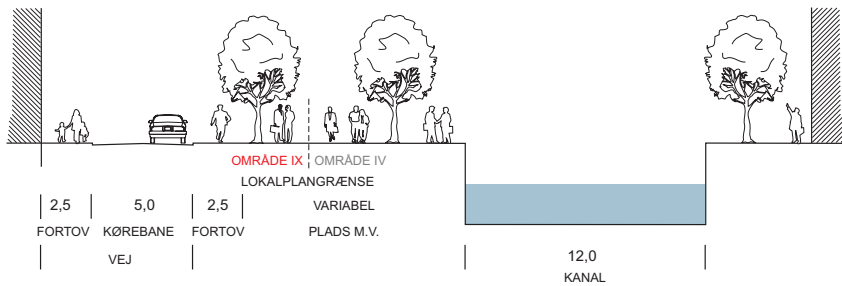 OMRÅDE IX OMRÅDE IV
LOKALPLANGRÆNSE
2,5 5,0 2,5 VARIABEL
FORTOV KØREBANE FORTOV PLADS M.V.
VEJ 12,0
KANAL